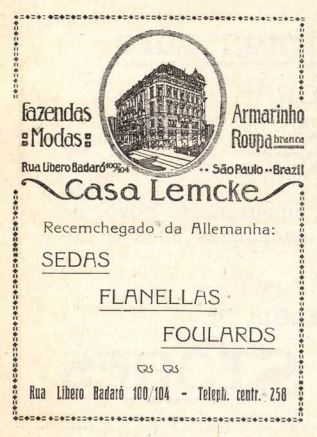 Fazendas
Modas
Armarinho
Roupa branca
Rua Libero Badaró 100/104
São Paulo - Brazil
Casa Lemcke
Recemchegado da Allemanha:
SEDAS
FLANELLAS
FOULARDS
Rua Libero Badaró 100/104 - Teleph. centr. 258